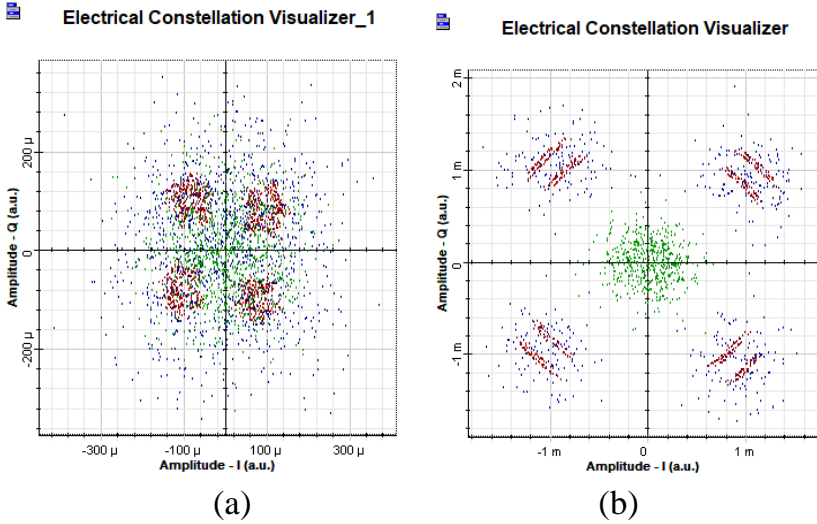 Electrical Constellation Visualizer_1
Amplitude - Q (a.u.)
200 µ
0
-200 µ
-300 µ
-100 µ
100 µ
300 µ
Amplitude - I (a.u.)
(a)
Electrical Constellation Visualizer
Amplitude - Q (a.u.)
2 m
1 m
0
-1 m
-1 m
0
1 m
Amplitude - I (a.u.)
(b)